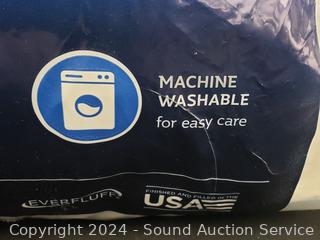 MACHINE
WASHABLE
for easy care
EVERFLUFF
FINISHED AND FILLED IN THE
USA
Copyright 2024 - Sound Auction Service